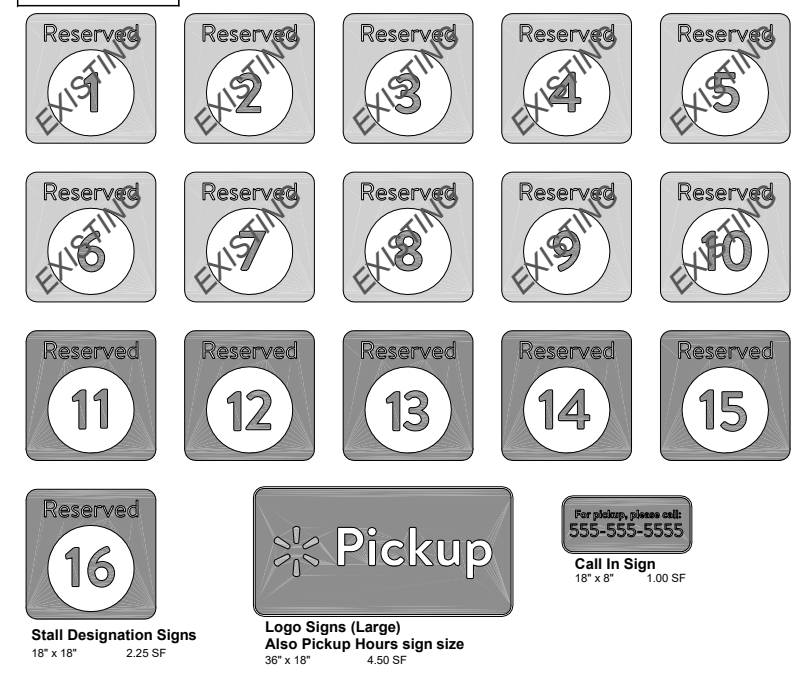 Reserved Reserved Reserved Reserved Reserved
EXISTING EXISTING EXISTING EXISTING EXISTING
1 2 3 4 5
Reserved Reserved Reserved Reserved Reserved
EXISTING EXISTING EXISTING EXISTING EXISTING
6 7 8 9 10
Reserved Reserved Reserved Reserved Reserved
11 12 13 14 15
Reserved
16
Stall Designation Signs
18" x 18" 2.25 SF
Pickup
Logo Signs (Large)
Also Pickup Hours sign size
36" x 18" 4.50 SF
For pickup, please call:
555-555-5555
Call In Sign
18" x 8" 1.00 SF